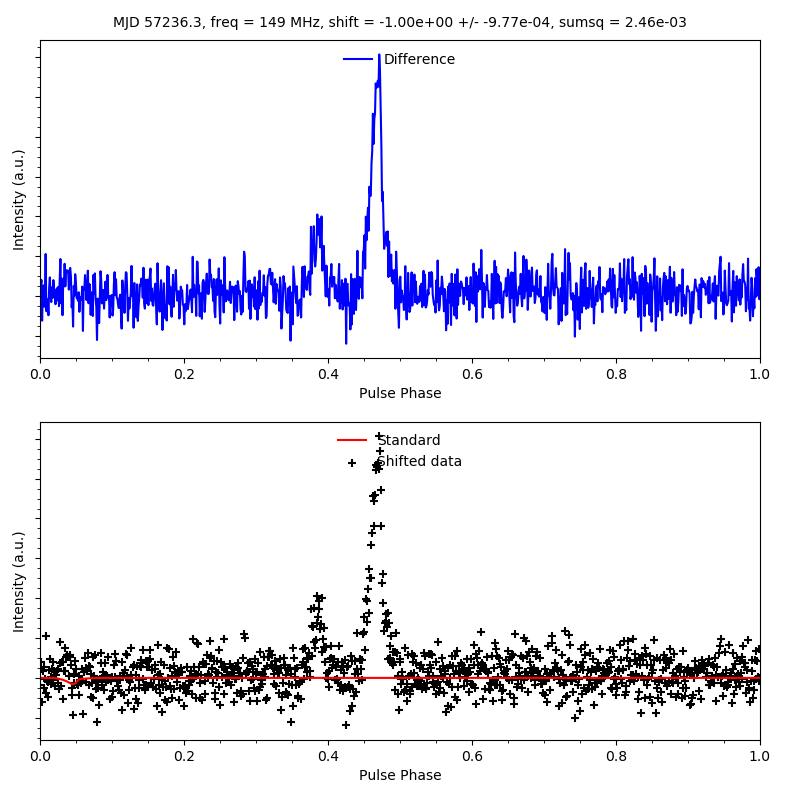 MJD 57236.3, freq = 149 MHz, shift = -1.00e+00 +/- -9.77e-04, sumsq = 2.46e-03
Difference
Intensity (a.u.)
0.0 0.2 0.4 0.6 0.8 1.0
Pulse Phase
Standard
Shifted data
Intensity (a.u.)
0.0 0.2 0.4 0.6 0.8 1.0
Pulse Phase